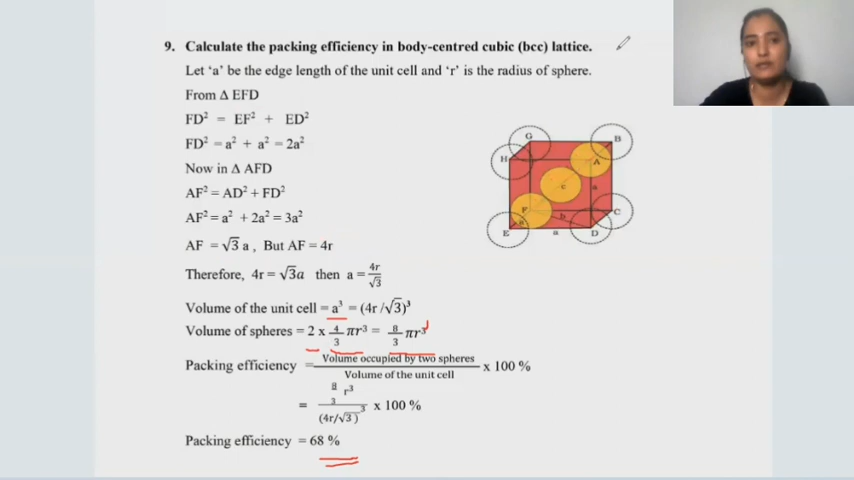 9. Calculate the packing efficiency in body-centred cubic (bcc) lattice.
Let 'a' be the edge length of the unit cell and 'r' is the radius of sphere.
From Δ EFD
FD² = EF² + ED²
FD² = a² + a² = 2a²
Now in Δ AFD
AF² = AD² + FD²
AF² = a² + 2a² = 3a²
AF = √3 a , But AF = 4r
Therefore, 4r = √3a then a = 4r/√3
Volume of the unit cell = a³ = (4r /√3)³
Volume of spheres = 2 x 4/3 πr³ = 8/3 πr³
Packing efficiency = Volume occupied by two spheres / Volume of the unit cell x 100 %
= 8/3 r³ / (4r/√3)³ x 100 %
Packing efficiency = 68 %
G
B
H
A
c
a
F
b
C
E
a
D